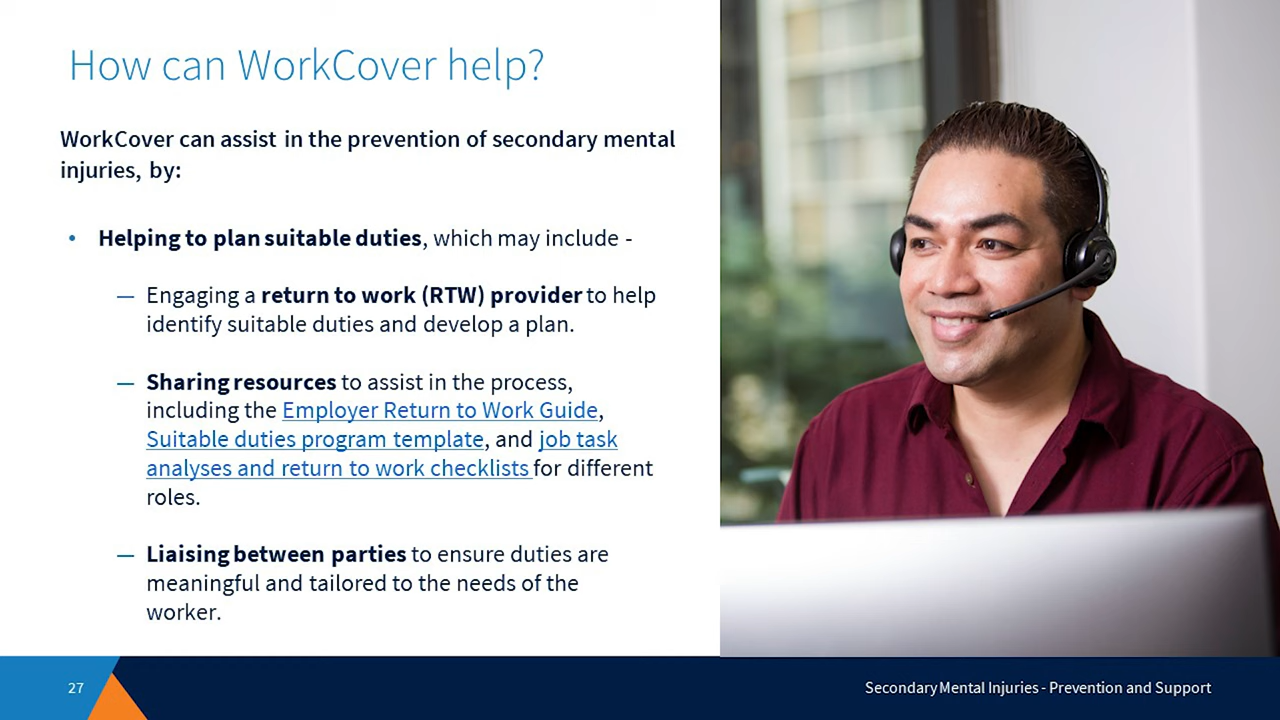 How can WorkCover help?
WorkCover can assist in the prevention of secondary mental
injuries, by:
• Helping to plan suitable duties, which may include -
— Engaging a return to work (RTW) provider to help
identify suitable duties and develop a plan.
— Sharing resources to assist in the process,
including the Employer Return to Work Guide,
Suitable duties program template, and job task
analyses and return to work checklists for different
roles.
— Liaising between parties to ensure duties are
meaningful and tailored to the needs of the
worker.
27
Secondary Mental Injuries - Prevention and Support